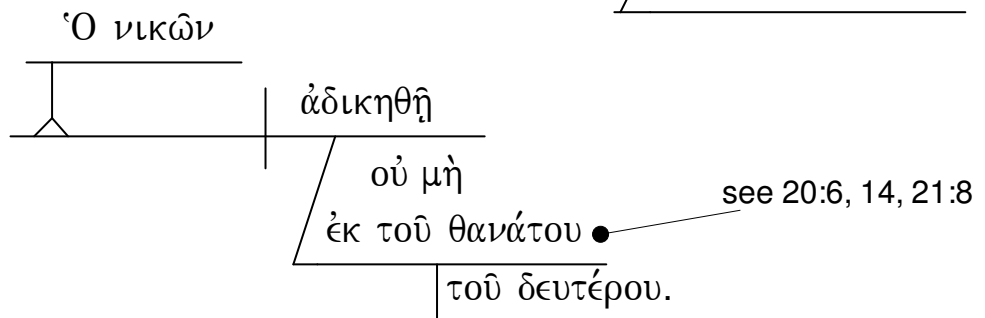 Ὁ νικῶν
ἀδικηθῇ
οὐ μὴ
see 20:6, 14, 21:8
ἐκ τοῦ θανάτου
τοῦ δευτέρου.